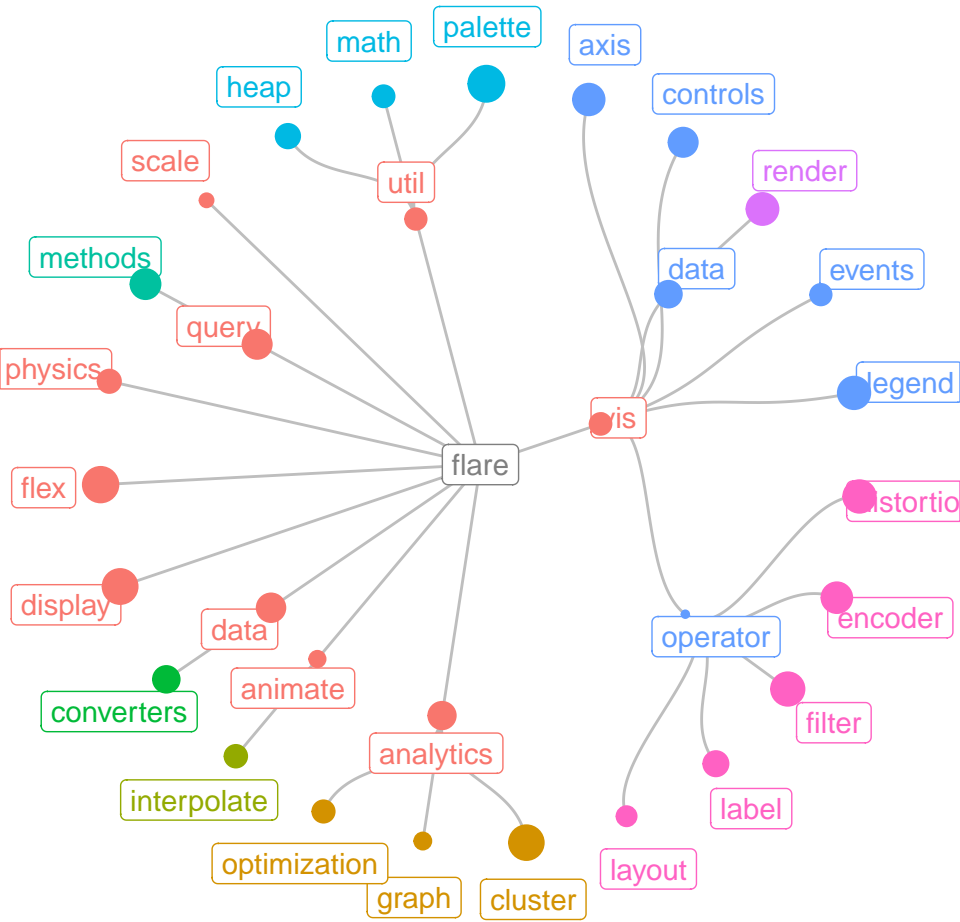 palette
math
axis
heap
controls
scale
render
util
methods
data
events
query
physics
legend
vis
flare
flex
istortio
display
encoder
data
operator
animate
converters
filter
analytics
interpolate
label
optimization
layout
graph
cluster